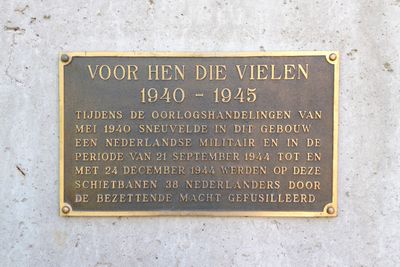 VOOR HEN DIE VIELEN
1940 - 1945
TIJDENS DE OORLOGSHANDELINGEN VAN
MEI 1940 SNEUVELDE IN DIT GEBOUW
EEN NEDERLANDSE MILITAIR EN IN DE
PERIODE VAN 21 SEPTEMBER 1944 TOT EN
MET 24 DECEMBER 1944 WERDEN OP DEZE
SCHIETBANEN 38 NEDERLANDERS DOOR
DE BEZETTENDE MACHT GEFUSILLEERD